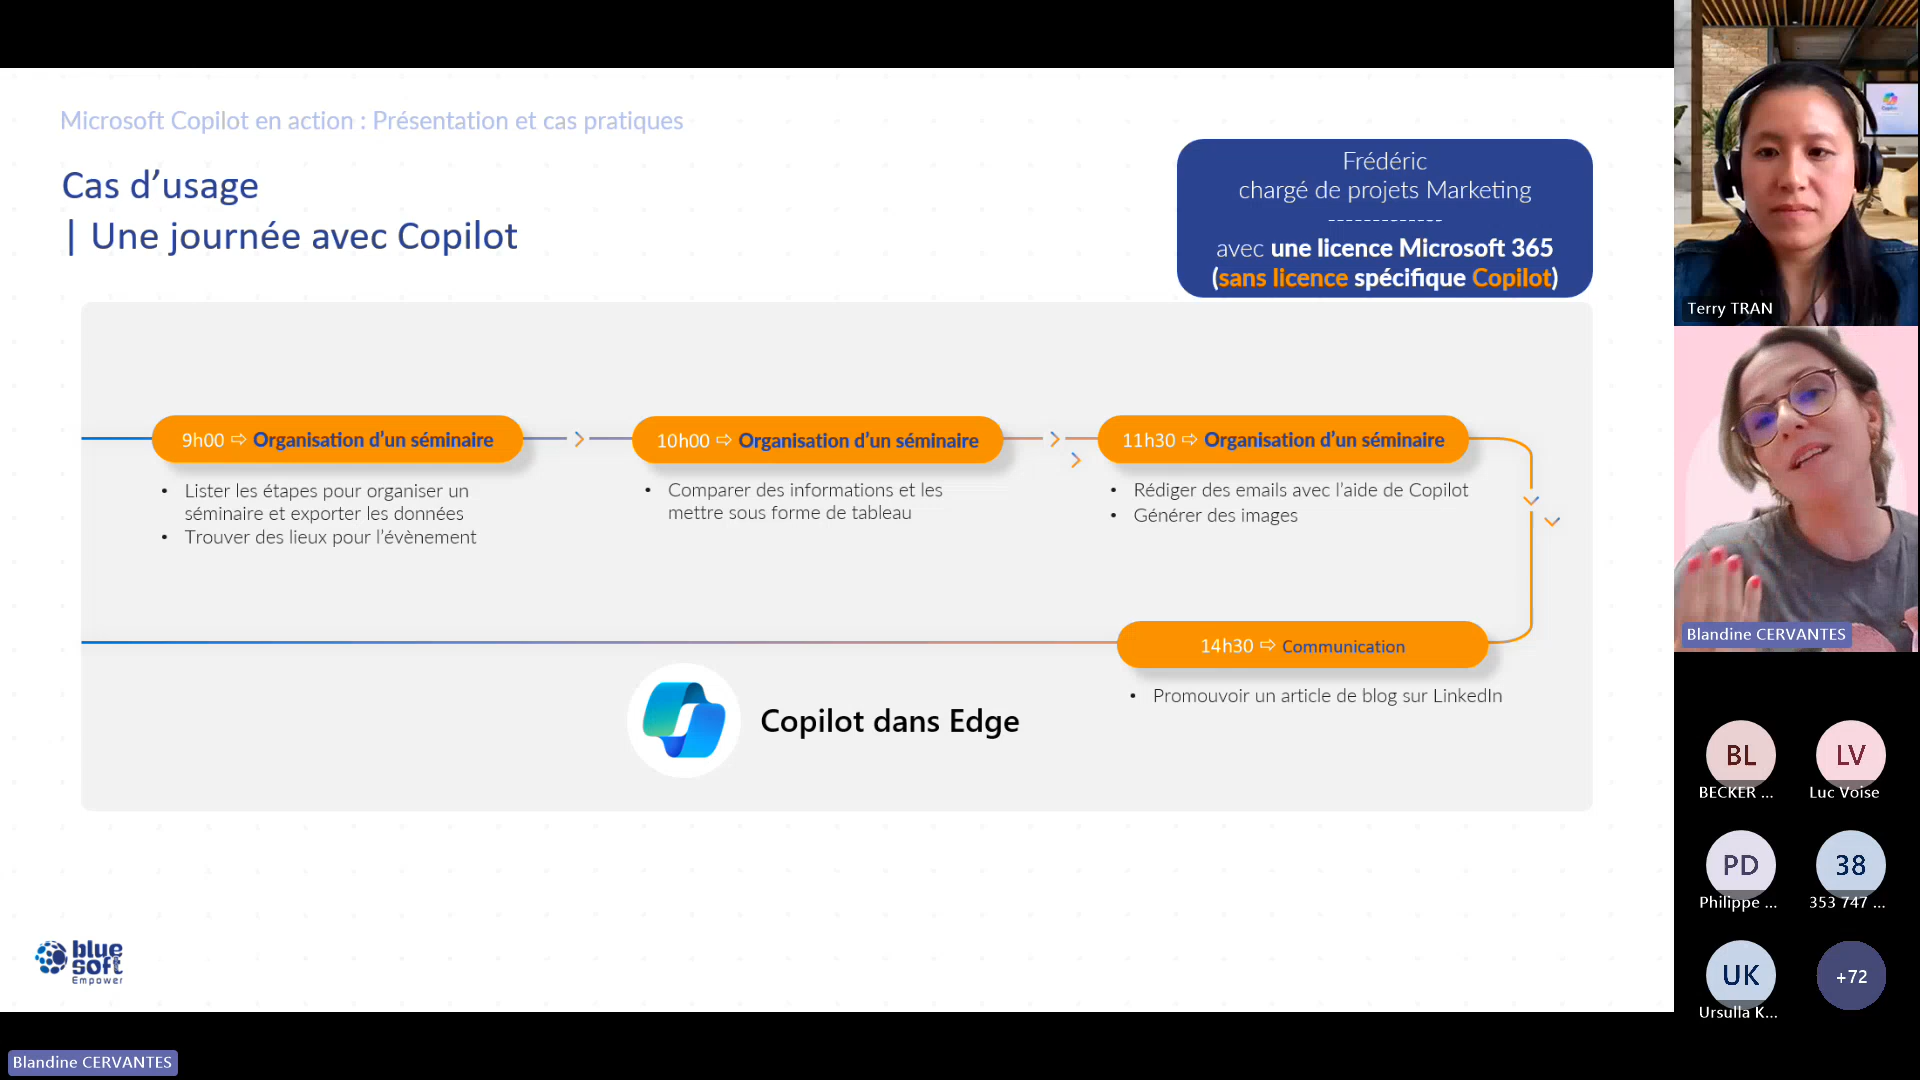 Microsoft Copilot en action : Présentation et cas pratiques
Cas d’usage
| Une journée avec Copilot
Frédéric
chargé de projets Marketing
-------------
avec une licence Microsoft 365
(sans licence spécifique Copilot)
9h00 ⇨ Organisation d’un séminaire
• Lister les étapes pour organiser un
séminaire et exporter les données
• Trouver des lieux pour l’évènement
10h00 ⇨ Organisation d’un séminaire
• Comparer des informations et les
mettre sous forme de tableau
11h30 ⇨ Organisation d’un séminaire
• Rédiger des emails avec l’aide de Copilot
• Générer des images
14h30 ⇨ Communication
• Promouvoir un article de blog sur LinkedIn
Copilot dans Edge
blue
soft
Empower
Terry TRAN
Blandine CERVANTES
BL
BECKER ...
LV
Luc Voise
PD
Philippe ...
38
353 747 ...
UK
Ursulla K...
+72
Blandine CERVANTES